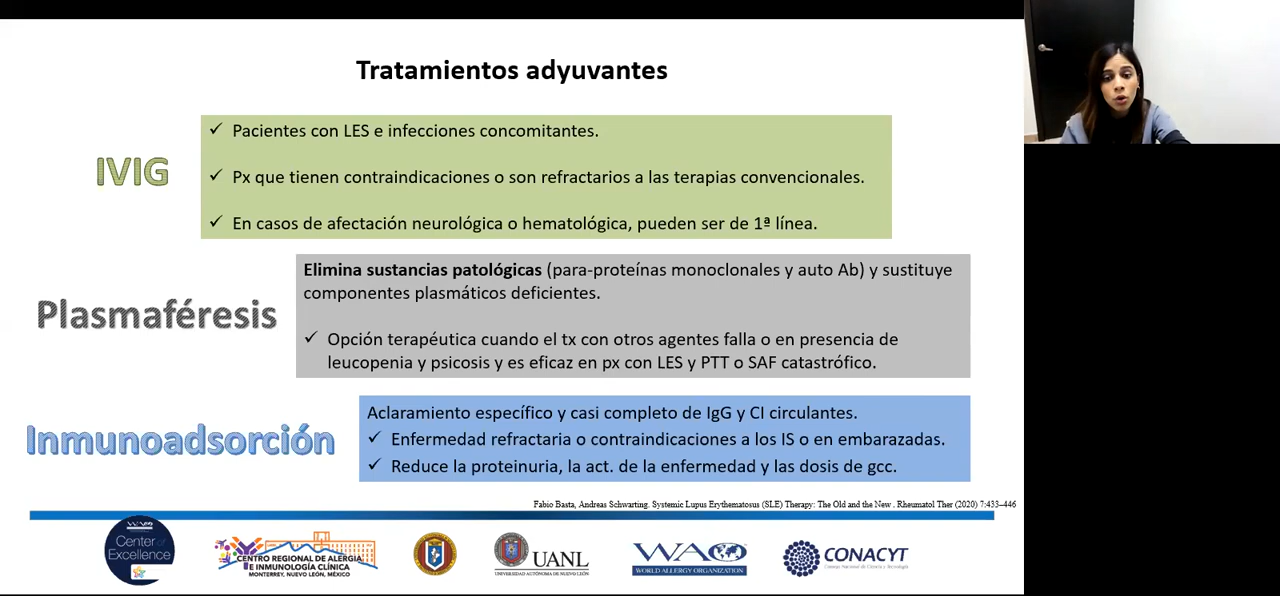 Tratamientos adyuvantes
IVIG
✓ Pacientes con LES e infecciones concomitantes.
✓ Px que tienen contraindicaciones o son refractarios a las terapias convencionales.
✓ En casos de afectación neurológica o hematológica, pueden ser de 1ª línea.
Plasmaféresis
Elimina sustancias patológicas (para-proteínas monoclonales y auto Ab) y sustituye
componentes plasmáticos deficientes.
✓ Opción terapéutica cuando el tx con otros agentes falla o en presencia de
leucopenia y psicosis y es eficaz en px con LES y PTT o SAF catastrófico.
Inmunoadsorción
Aclaramiento específico y casi completo de IgG y CI circulantes.
✓ Enfermedad refractaria o contraindicaciones a los IS o en embarazadas.
✓ Reduce la proteinuria, la act. de la enfermedad y las dosis de gcc.
Fabio Basta, Andreas Schwarting. Systemic Lupus Erythematosus (SLE) Therapy: The Old and the New . Rheumatol Ther (2020) 7:433–446
Center of
Excellence
CENTRO REGIONAL DE ALERGIA
E INMUNOLOGÍA CLÍNICA
MONTERREY, NUEVO LEÓN, MÉXICO
UANL
UNIVERSIDAD AUTÓNOMA DE NUEVO LEÓN
WAO
WORLD ALLERGY ORGANIZATION
CONACYT
Consejo Nacional de Ciencia y Tecnología